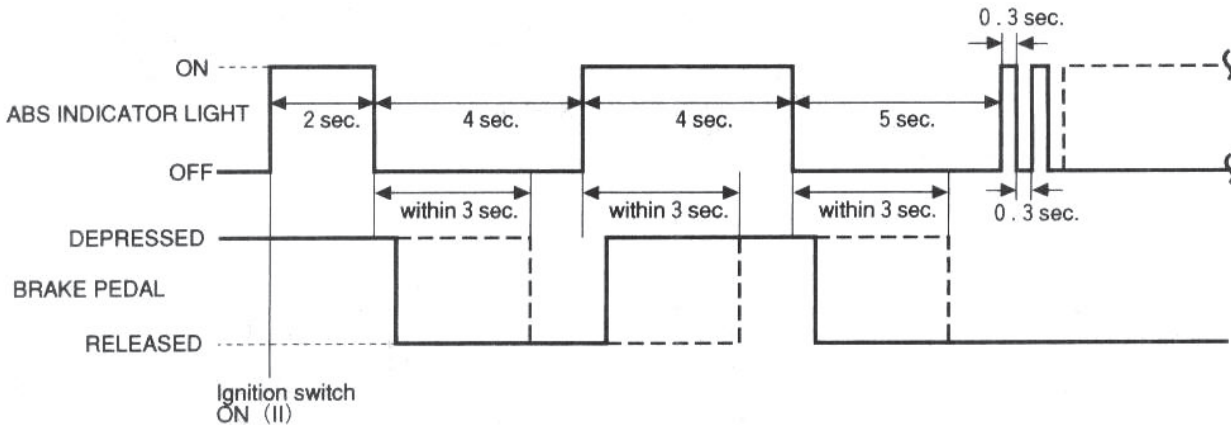 0.3 sec.
ON
ABS INDICATOR LIGHT
2 sec.
4 sec.
4 sec.
5 sec.
OFF
within 3 sec.
within 3 sec.
within 3 sec.
0.3 sec.
DEPRESSED
BRAKE PEDAL
RELEASED
Ignition switch
ON (II)